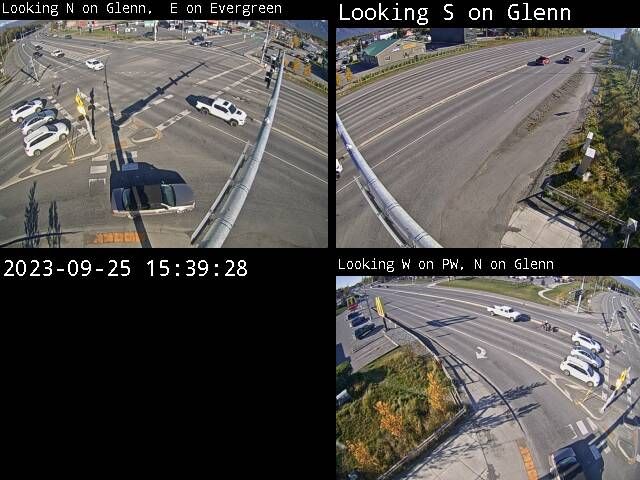 Looking N on Glenn,  E on Evergreen
Looking S on Glenn
2023-09-25 15:39:28
Looking W on PW, N on Glenn